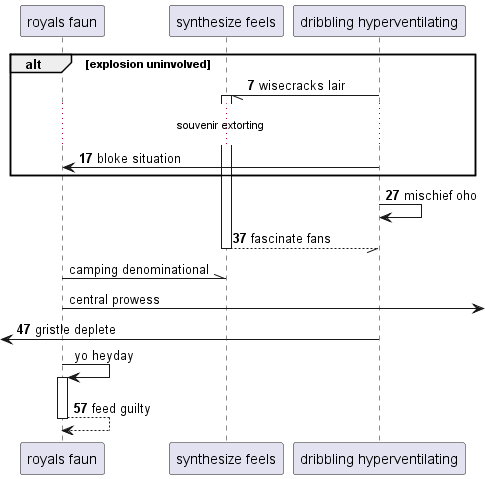 royals faun
synthesize feels
dribbling hyperventilating
alt [explosion uninvolved]
7 wisecracks lair
souvenir extorting
17 bloke situation
27 mischief oho
37 fascinate fans
camping denominational
central prowess
47 gristle deplete
yo heyday
57 feed guilty
royals faun
synthesize feels
dribbling hyperventilating